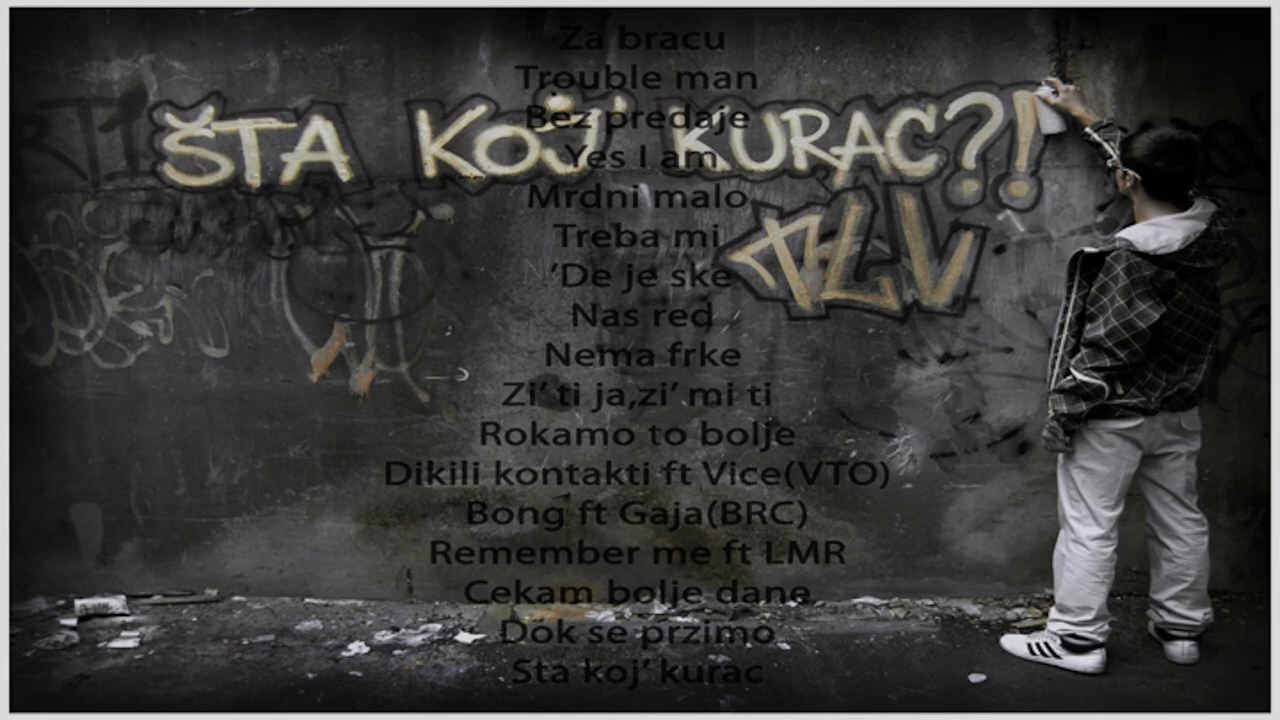 Za bracu
Trouble man
ŠTA KOJ' KURAC?!
Bez predaje
Yes I am
Mrdni malo
Treba mi
TLV
'De je ske
Nas red
Nema frke
Zi' ti ja,zi' mi ti
Rokamo to bolje
Dikili kontakti ft Vice(VTO)
Bong ft Gaja(BRC)
Remember me ft LMR
Cekam bolje dane
Dok se przimo
Sta koj' kurac